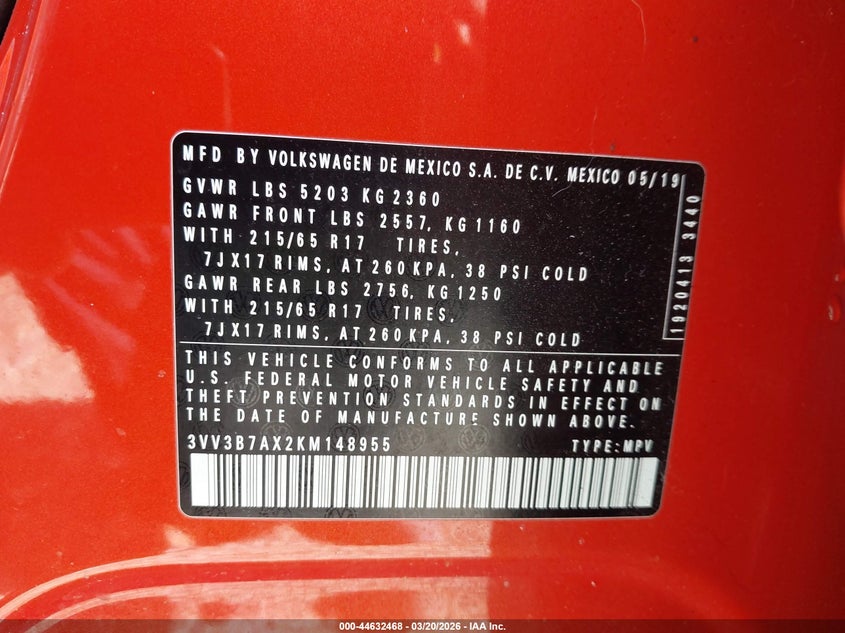 MFD BY VOLKSWAGEN DE MEXICO S.A. DE C.V. MEXICO 05/19
GVWR LBS 5203 KG 2360
GAWR FRONT LBS 2557, KG 1160
WITH 215/65 R17 TIRES,
7JX17 RIMS, AT 260 KPA, 38 PSI COLD
GAWR REAR LBS 2756, KG 1250
WITH 215/65 R17 TIRES,
7JX17 RIMS, AT 260 KPA, 38 PSI COLD
1920413 3440
THIS VEHICLE CONFORMS TO ALL APPLICABLE
U.S. FEDERAL MOTOR VEHICLE SAFETY AND
THEFT PREVENTION STANDARDS IN EFFECT ON
THE DATE OF MANUFACTURE SHOWN ABOVE.
3VV3B7AX2KM148955 TYPE: MPV
000-44632468 - 03/20/2026 - IAA Inc.